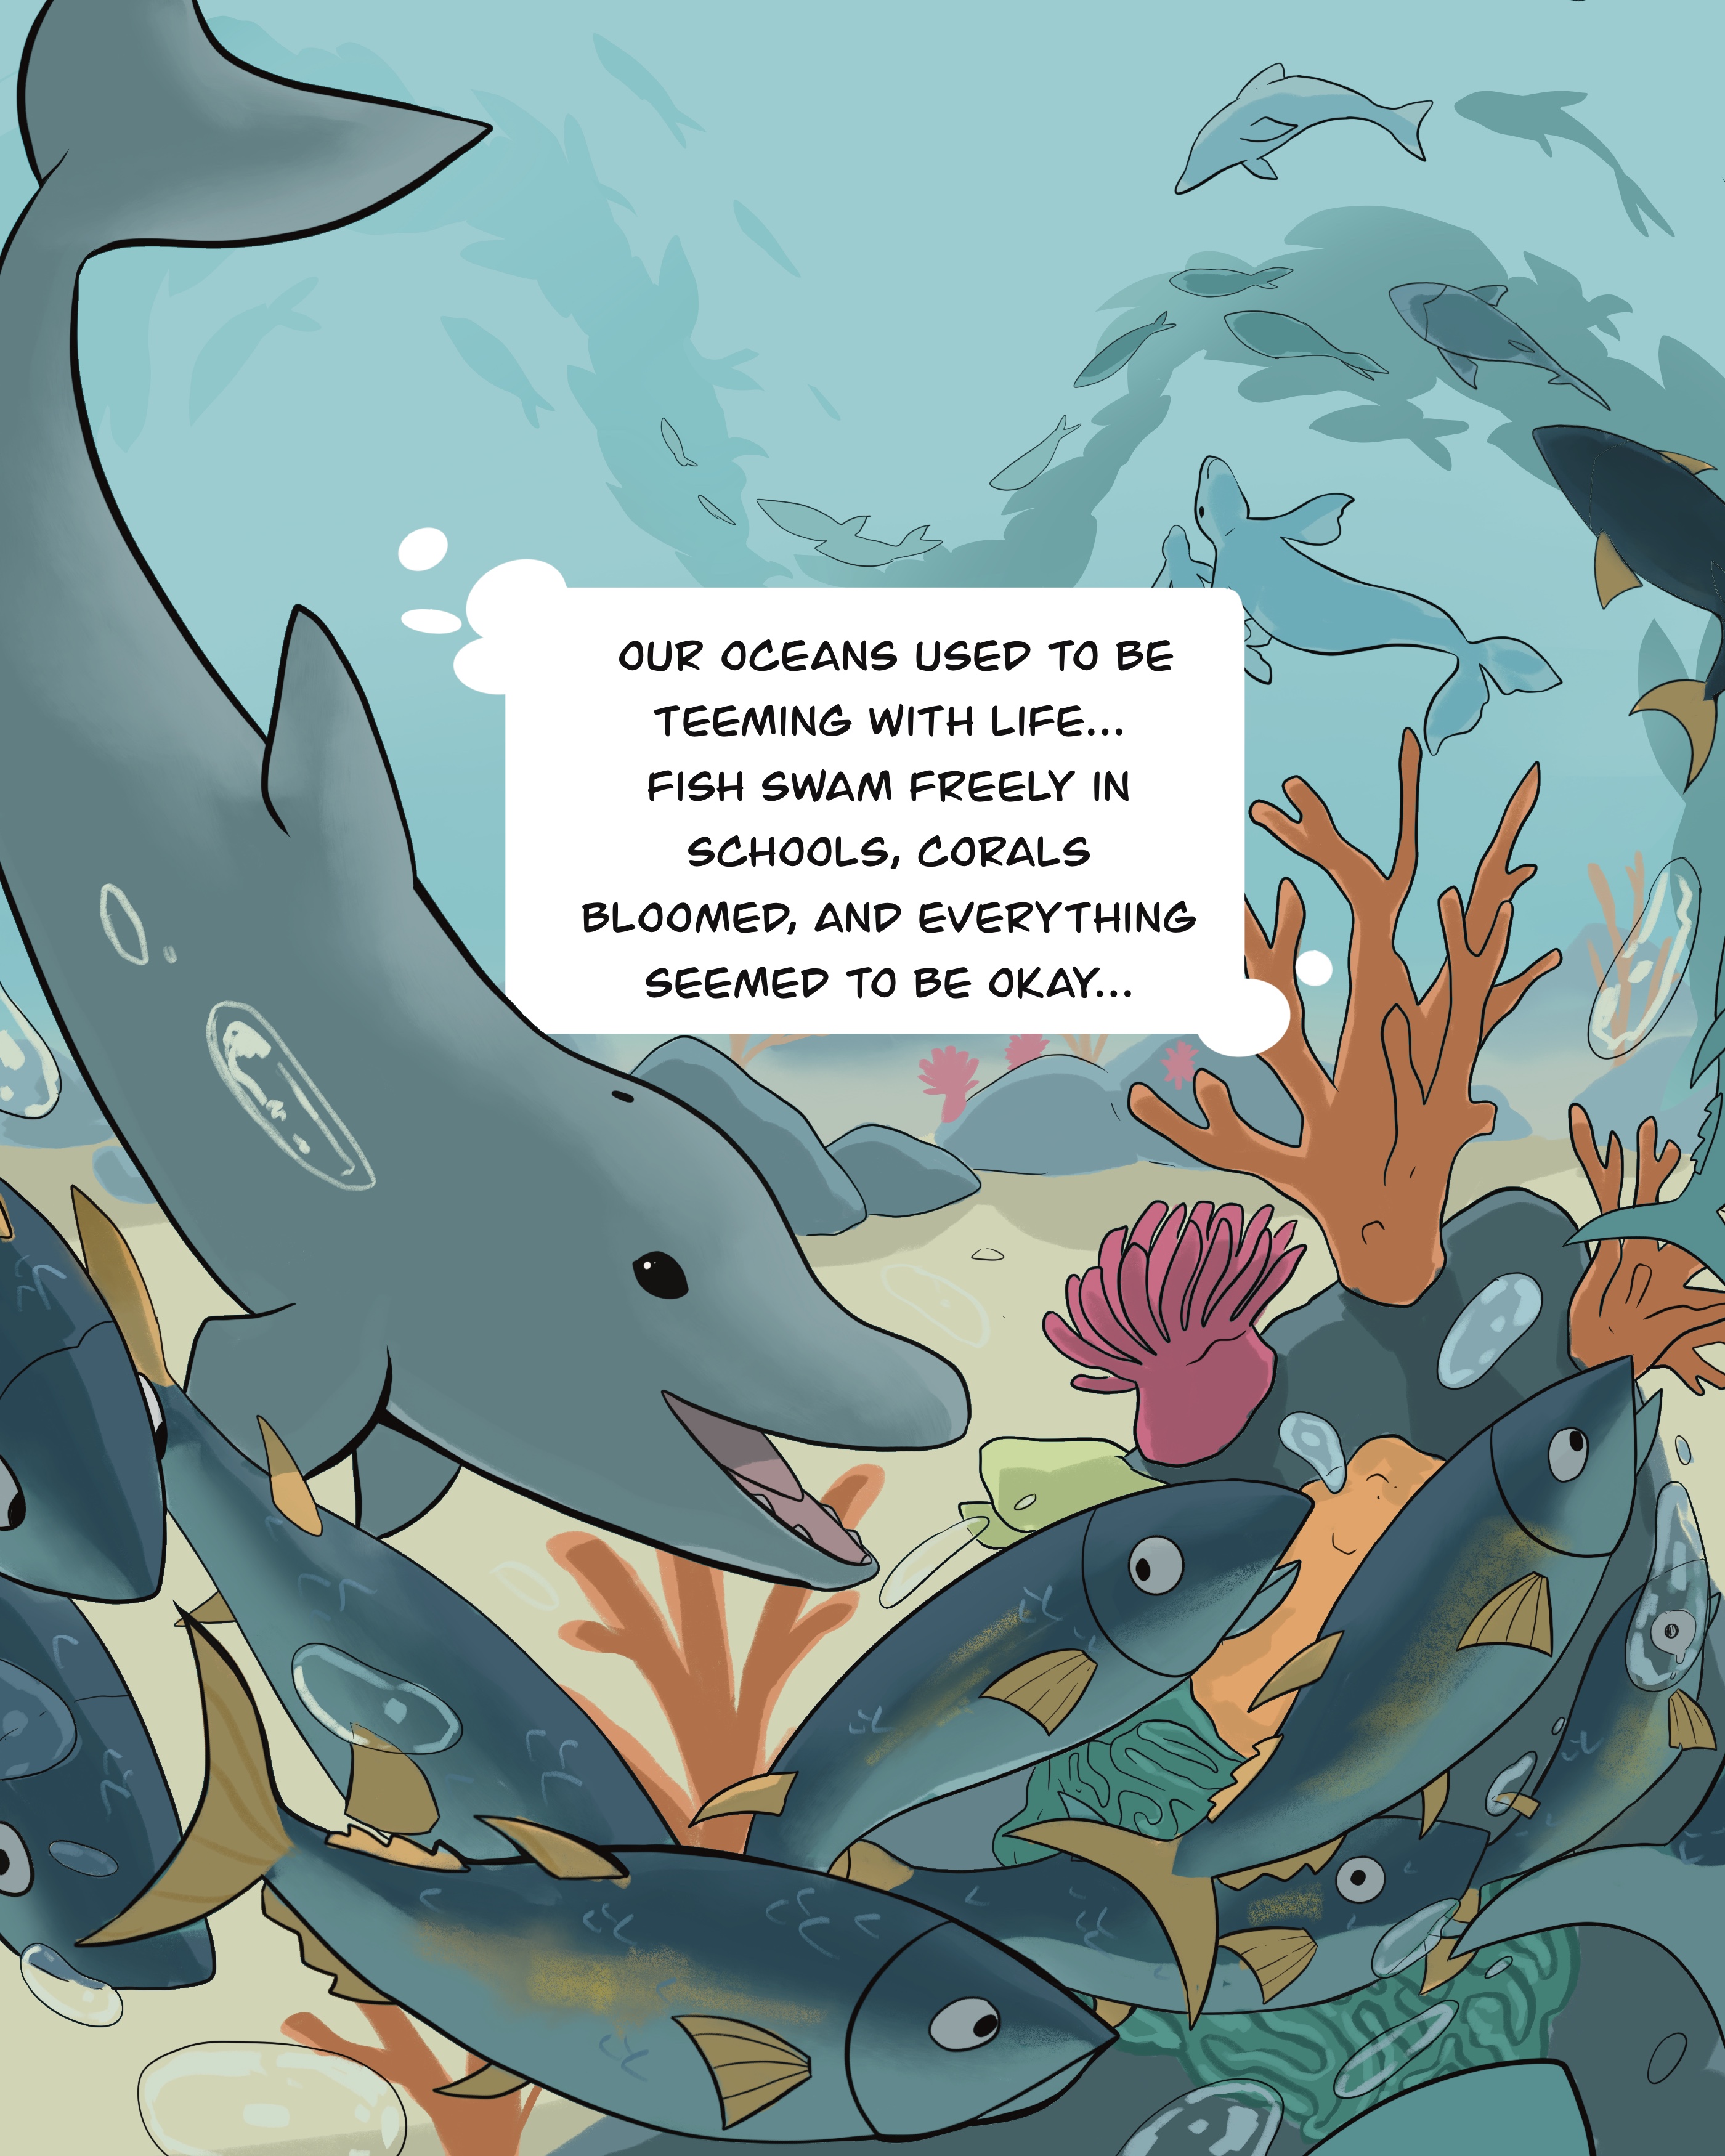 OUR OCEANS USED TO BE
TEEMING WITH LIFE...
FISH SWAM FREELY IN
SCHOOLS, CORALS
BLOOMED, AND EVERYTHING
SEEMED TO BE OKAY...